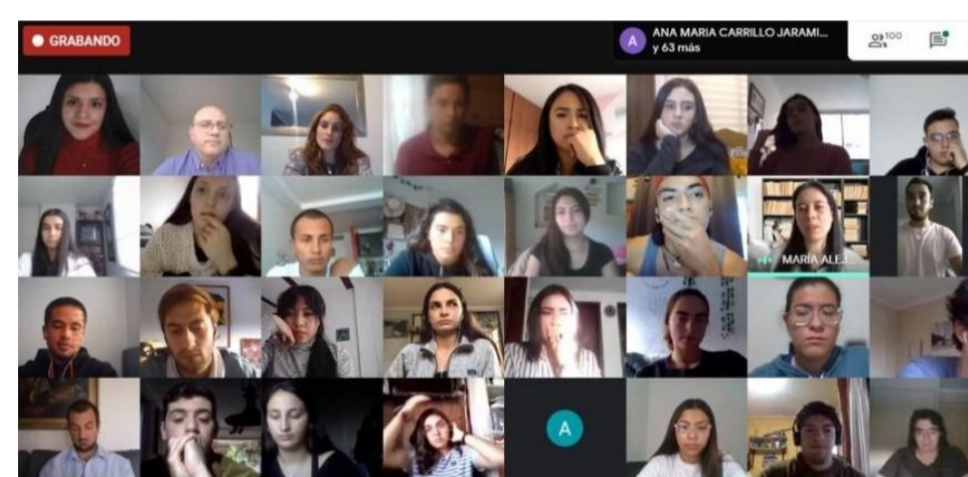 GRABANDO
A
ANA MARIA CARRILLO JARAMI...
y 63 más
100
MARIA ALEJ...
A